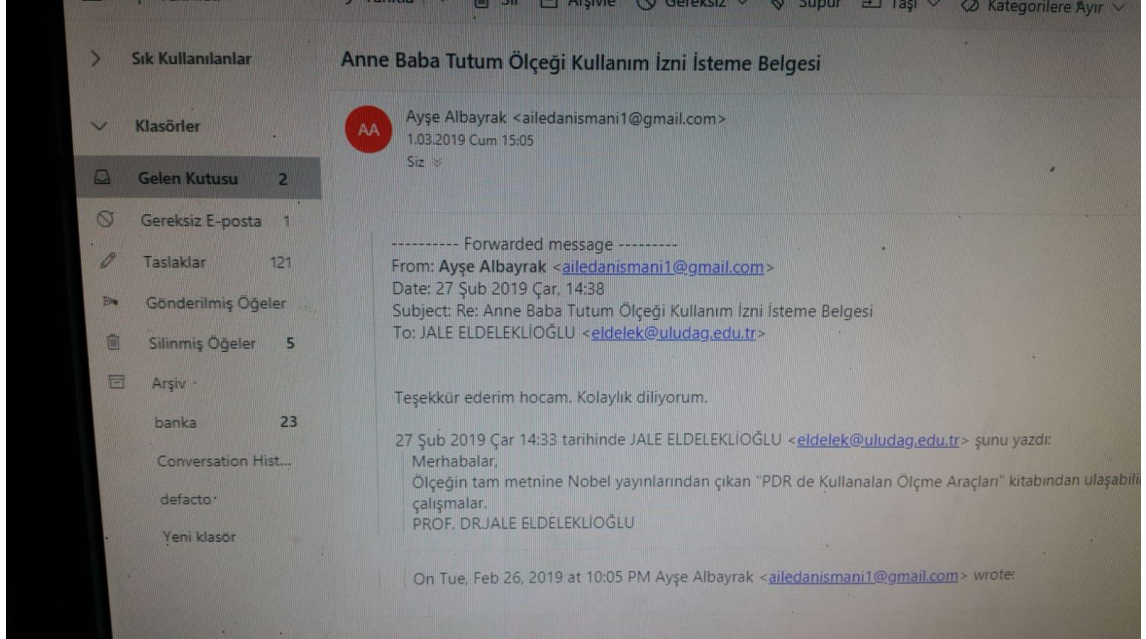 Sil
Arşivle
Gereksiz
Süpür
Taşı
Kategorilere Ayır
Sık Kullanılanlar
Klasörler
Gelen Kutusu 2
Gereksiz E-posta 1
Taslaklar 121
Gönderilmiş Öğeler
Silinmiş Öğeler 5
Arşiv
banka 23
Conversation Hist...
defacto
Yeni klasör
Anne Baba Tutum Ölçeği Kullanım İzni İsteme Belgesi
AA
Ayşe Albayrak <ailedanismani1@gmail.com>
1.03.2019 Cum 15:05
Siz
---------- Forwarded message ---------
From: Ayşe Albayrak <ailedanismani1@gmail.com>
Date: 27 Şub 2019 Çar, 14:38
Subject: Re: Anne Baba Tutum Ölçeği Kullanım İzni İsteme Belgesi
To: JALE ELDELEKLİOĞLU <eldelek@uludag.edu.tr>
Teşekkür ederim hocam. Kolaylık diliyorum.
27 Şub 2019 Çar 14:33 tarihinde JALE ELDELEKLİOĞLU <eldelek@uludag.edu.tr> şunu yazdı:
Merhabalar,
Ölçeğin tam metnine Nobel yayınlarından çıkan "PDR de Kullanalan Ölçme Araçları" kitabından ulaşabili
çalışmalar.
PROF. DR.JALE ELDELEKLİOĞLU
On Tue, Feb 26, 2019 at 10:05 PM Ayşe Albayrak <ailedanismani1@gmail.com> wrote: